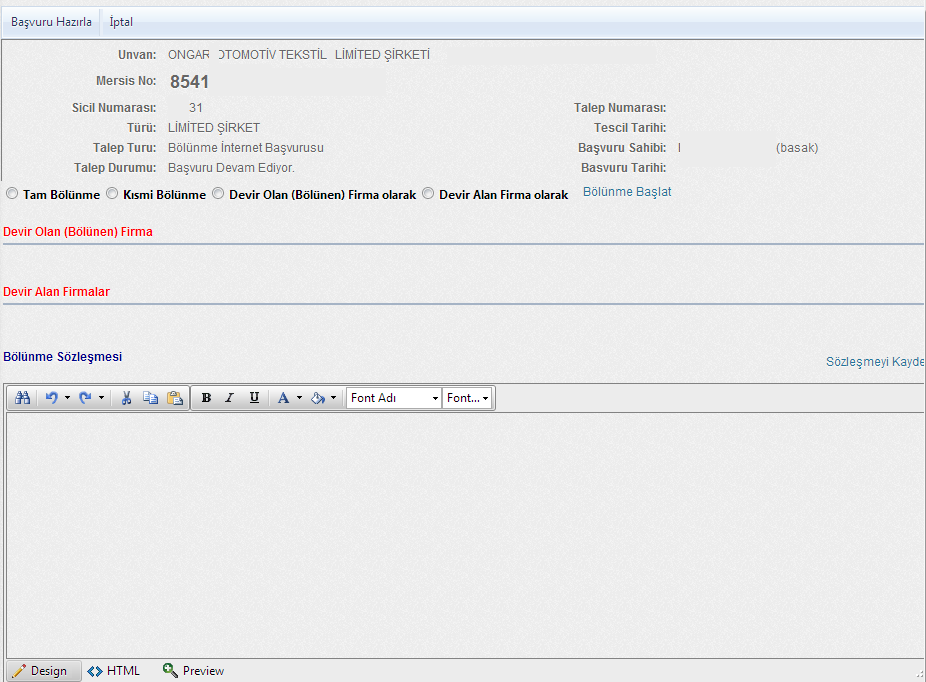 Başvuru Hazırla İptal
Unvan: ONGAR OTOMOTİV TEKSTİL LİMİTED ŞİRKETİ
Mersis No: 8541
Sicil Numarası: 31 Talep Numarası:
Türü: LİMİTED ŞİRKET Tescil Tarihi:
Talep Turu: Bölünme İnternet Başvurusu Başvuru Sahibi: (basak)
Talep Durumu: Başvuru Devam Ediyor. Basvuru Tarihi:
Tam Bölünme Kısmi Bölünme Devir Olan (Bölünen) Firma olarak Devir Alan Firma olarak Bölünme Başlat
Devir Olan (Bölünen) Firma
Devir Alan Firmalar
Bölünme Sözleşmesi
Sözleşmeyi Kayde
B I U A Font Adı Font...
Design HTML Preview